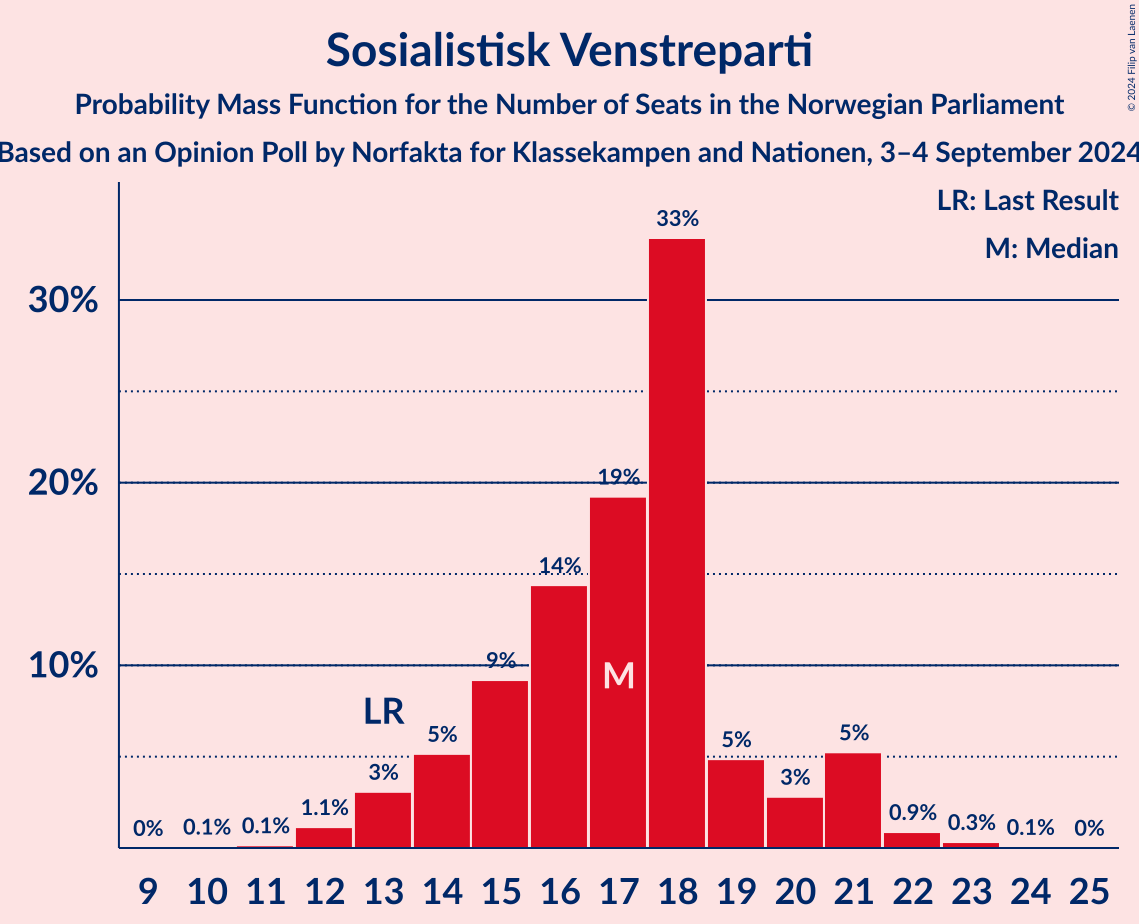 © 2024 Filip van Laenen
Sosialistisk Venstreparti
Probability Mass Function for the Number of Seats in the Norwegian Parliament
Based on an Opinion Poll by Norfakta for Klassekampen and Nationen, 3–4 September 2024
LR: Last Result
M: Median
33%
30%
20%
19%
14%
10%
9%
M
LR
5%
5%
5%
3%
3%
1.1%
0.9%
0%
0.1%
0.1%
0.3%
0.1%
0%
9 10 11 12 13 14 15 16 17 18 19 20 21 22 23 24 25